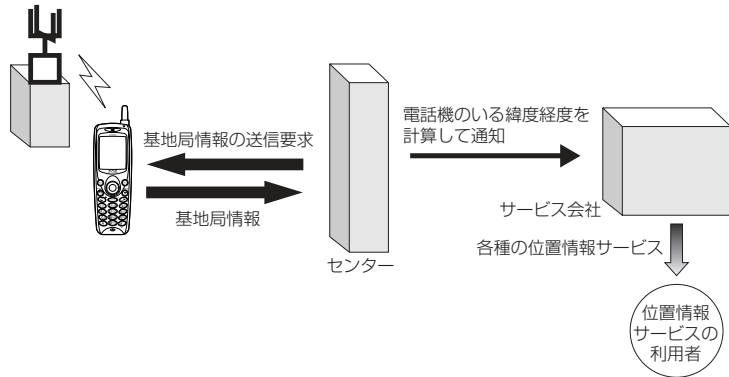 基地局情報の送信要求
基地局情報
センター
電話機のいる緯度経度を
計算して通知
サービス会社
各種の位置情報サービス
位置情報
サービスの
利用者